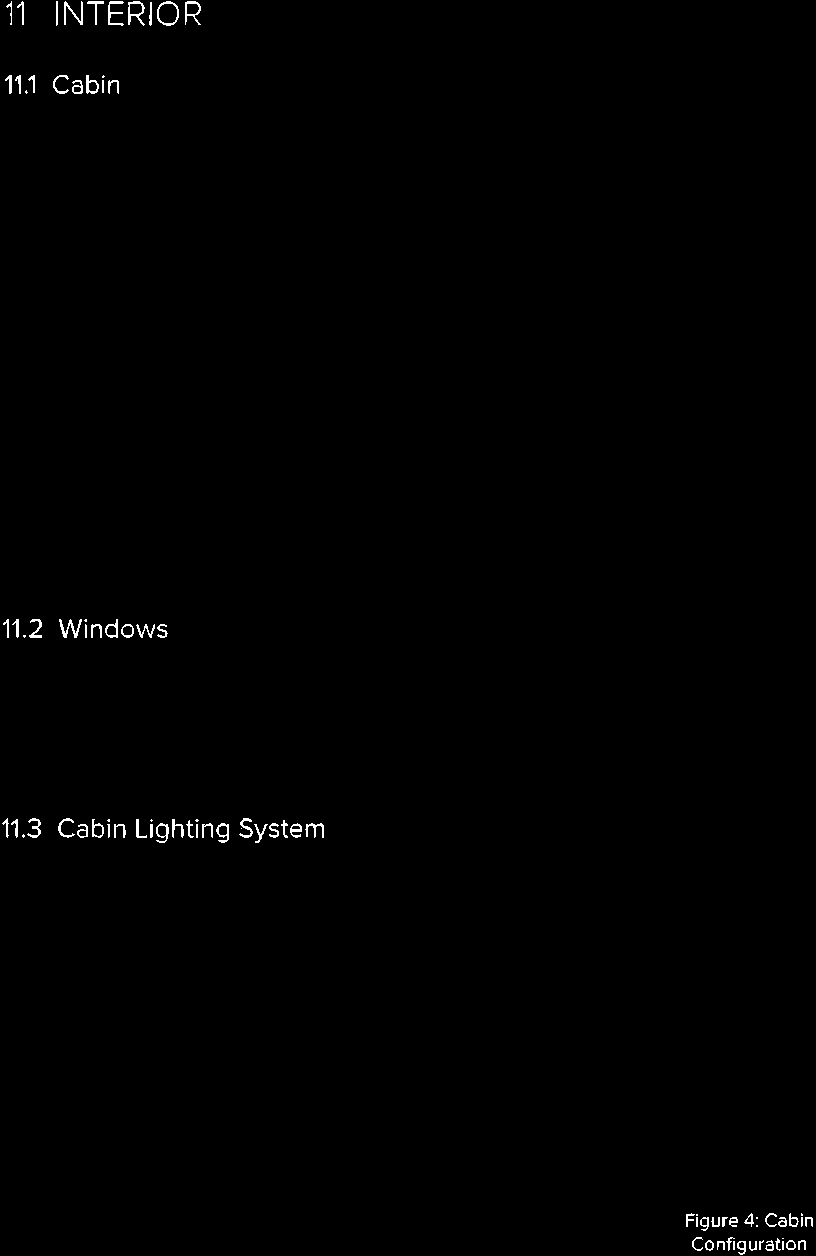 11 INTERIOR
11.1 Cabin
11.2 Windows
11.3 Cabin Lighting System
Figure 4: Cabin
Configuration